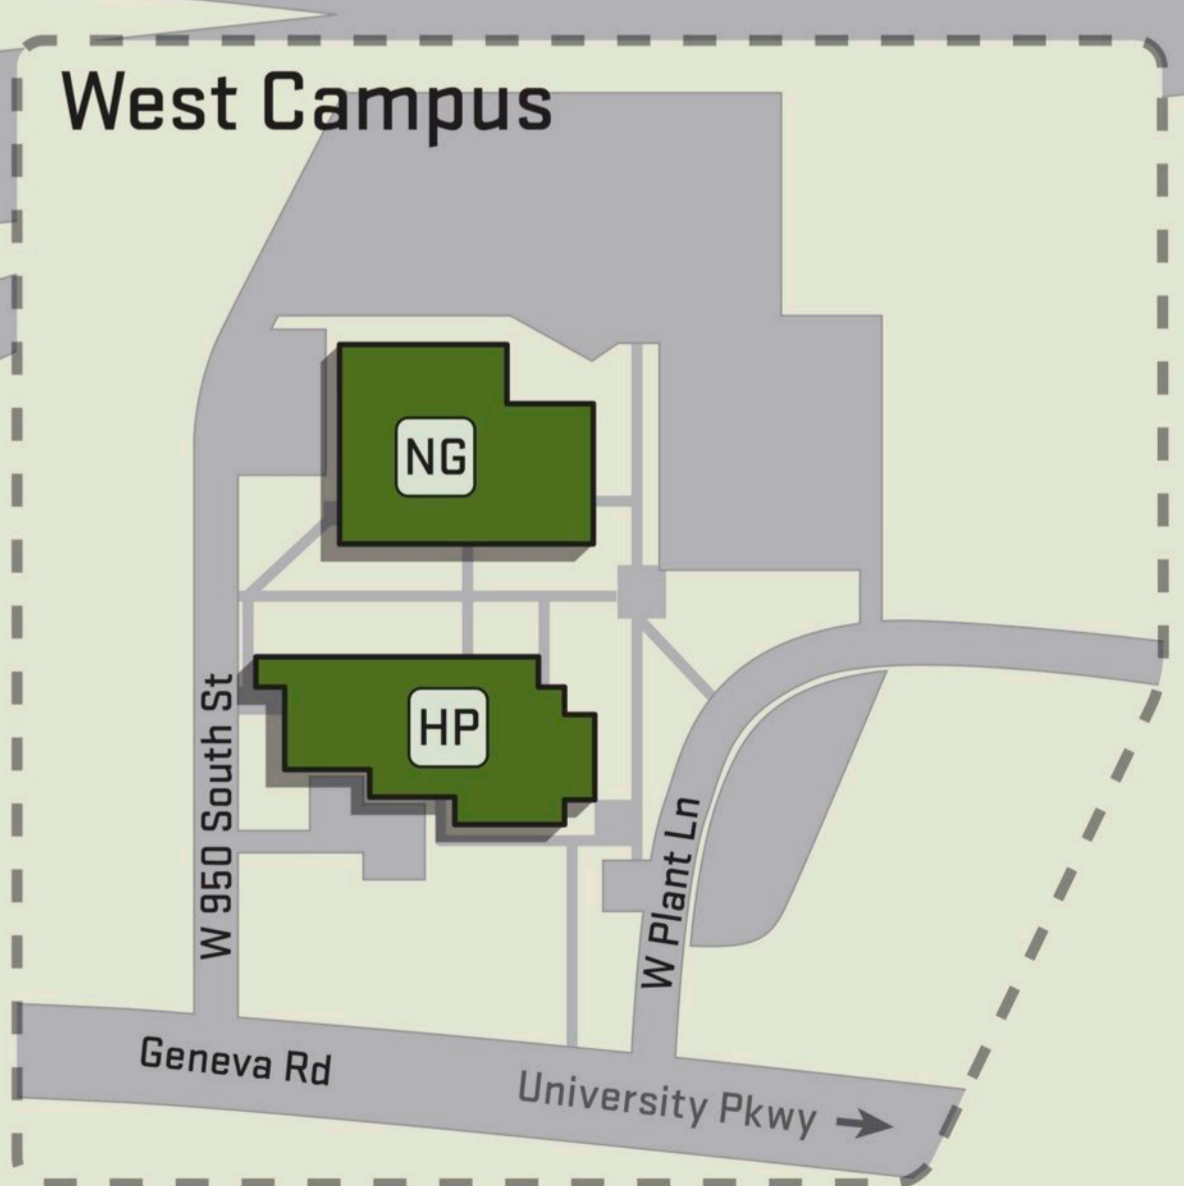 West Campus
NG
HP
W 950 South St
W Plant Ln
Geneva Rd
University Pkwy